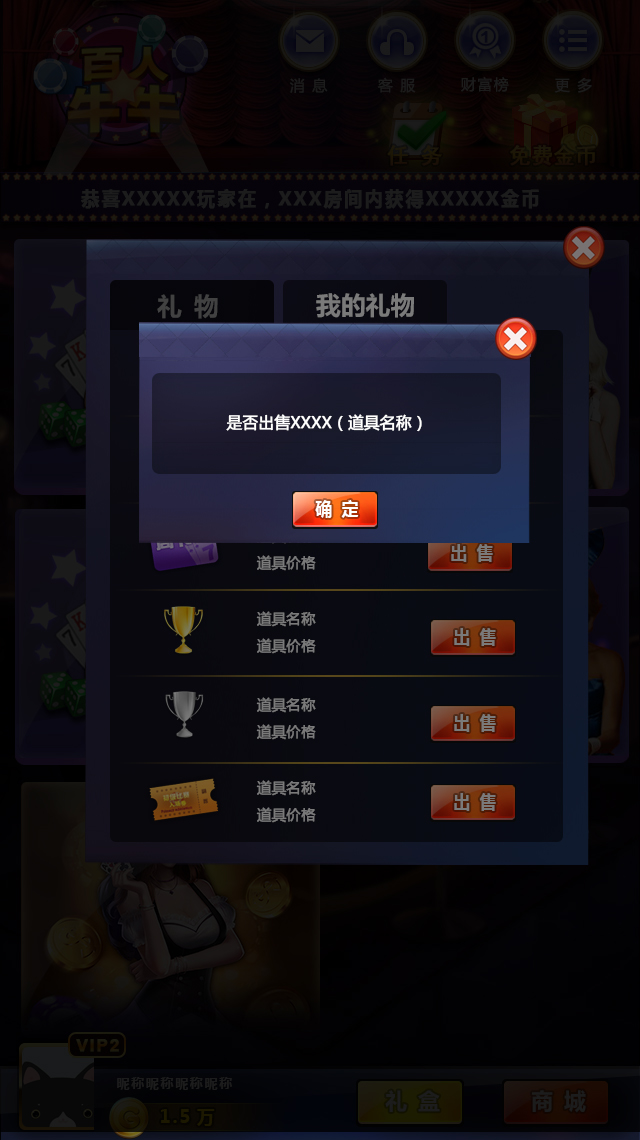 百人
牛牛
消息
客服
财富榜
更多
任务
免费金币
恭喜XXXXX玩家在，XXX房间内获得XXXXX金币
礼物
我的礼物
是否出售XXXX（道具名称）
确定
道具价格
出售
道具名称
道具价格
出售
道具名称
道具价格
出售
道具名称
道具价格
出售
VIP2
昵称昵称昵称昵称
1.5万
礼盒
商城